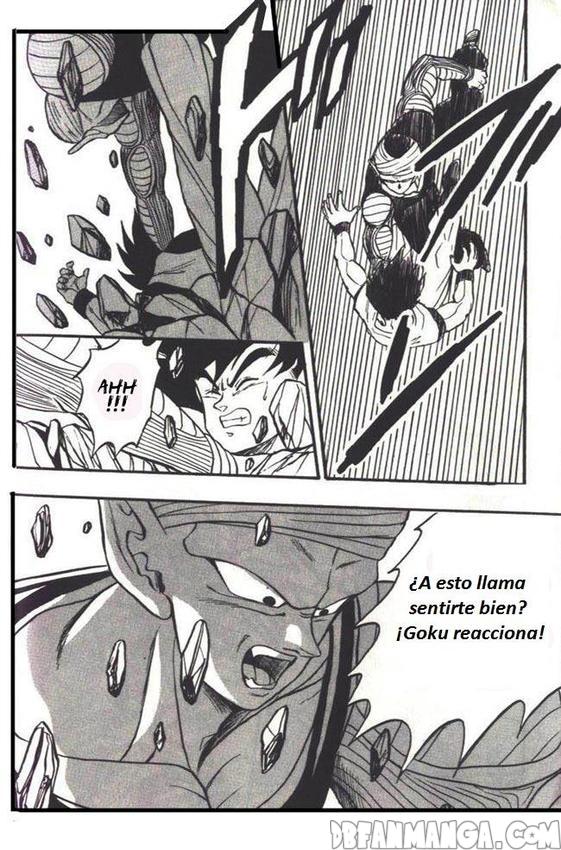 AHH
!!!
¿A esto llama
sentirte bien?
¡Goku reacciona!
DBFANMANGA.COM